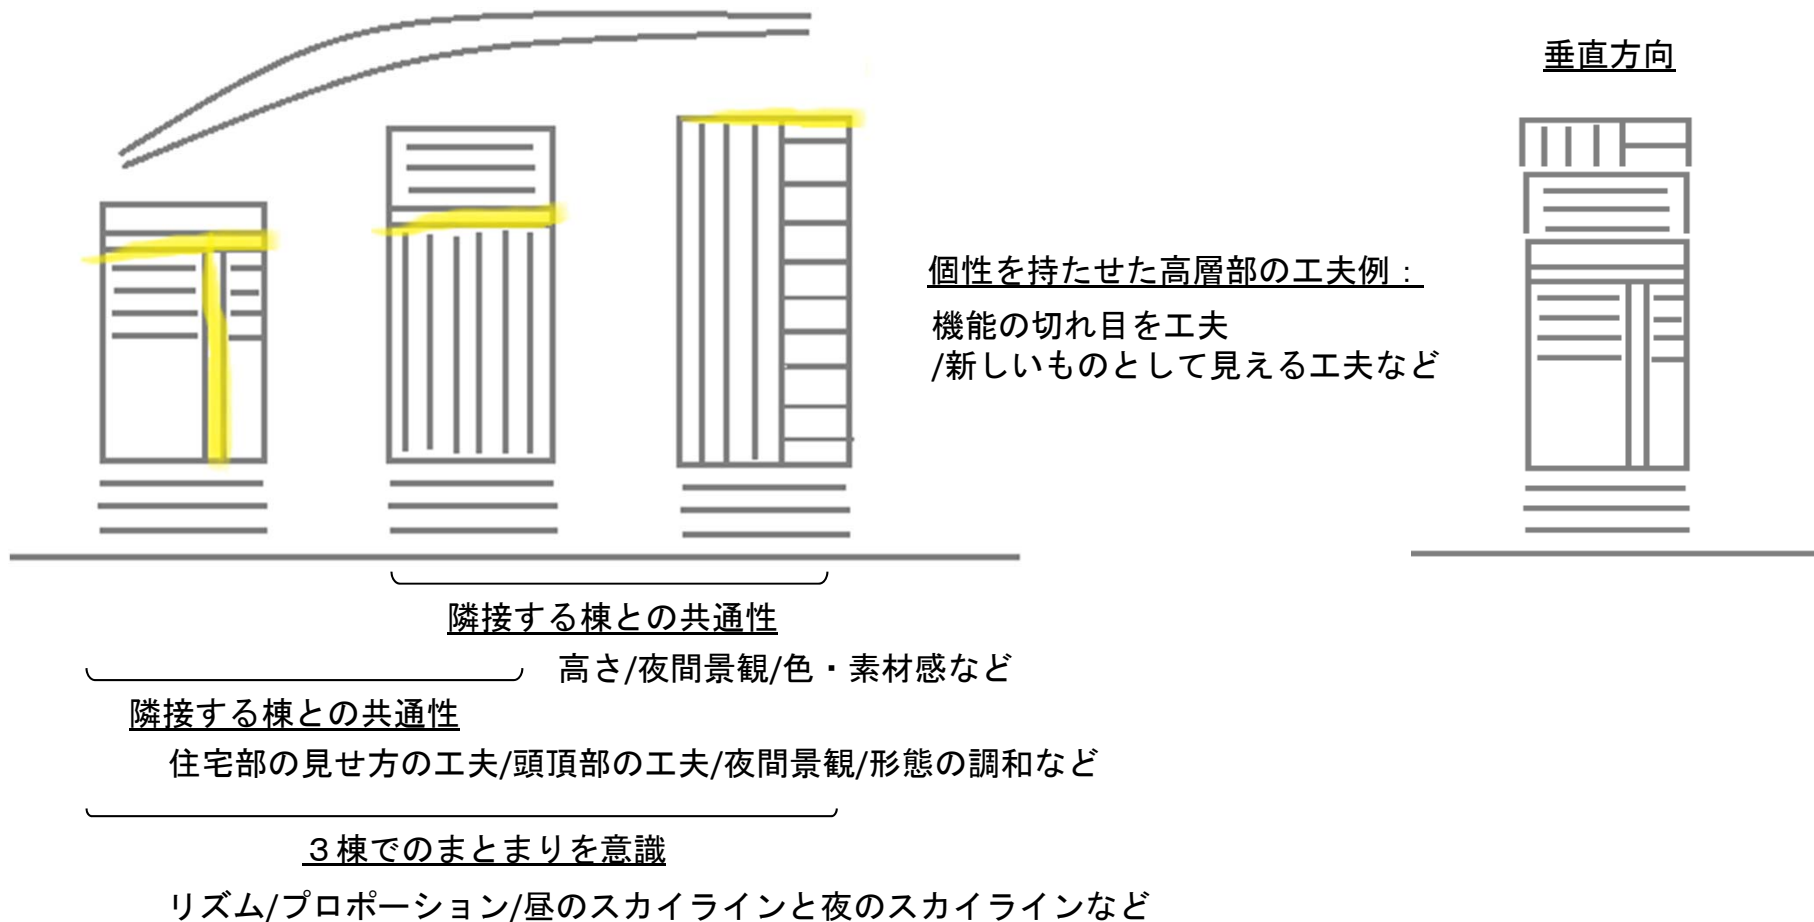 垂直方向
個性を持たせた高層部の工夫例：
機能の切れ目を工夫
/新しいものとして見える工夫など
隣接する棟との共通性
高さ/夜間景観/色・素材感など
隣接する棟との共通性
住宅部の見せ方の工夫/頭頂部の工夫/夜間景観/形態の調和など
３棟でのまとまりを意識
リズム/プロポーション/昼のスカイラインと夜のスカイラインなど